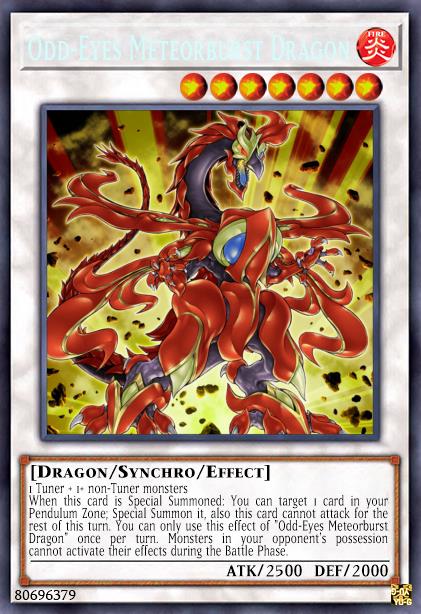 Odd-Eyes Meteorburst Dragon
FIRE
炎
[Dragon/Synchro/Effect]
1 Tuner + 1+ non-Tuner monsters
When this card is Special Summoned: You can target 1 card in your
Pendulum Zone; Special Summon it, also this card cannot attack for the
rest of this turn. You can only use this effect of "Odd-Eyes Meteorburst
Dragon" once per turn. Monsters in your opponent's possession
cannot activate their effects during the Battle Phase.
ATK/2500 DEF/2000
80696379